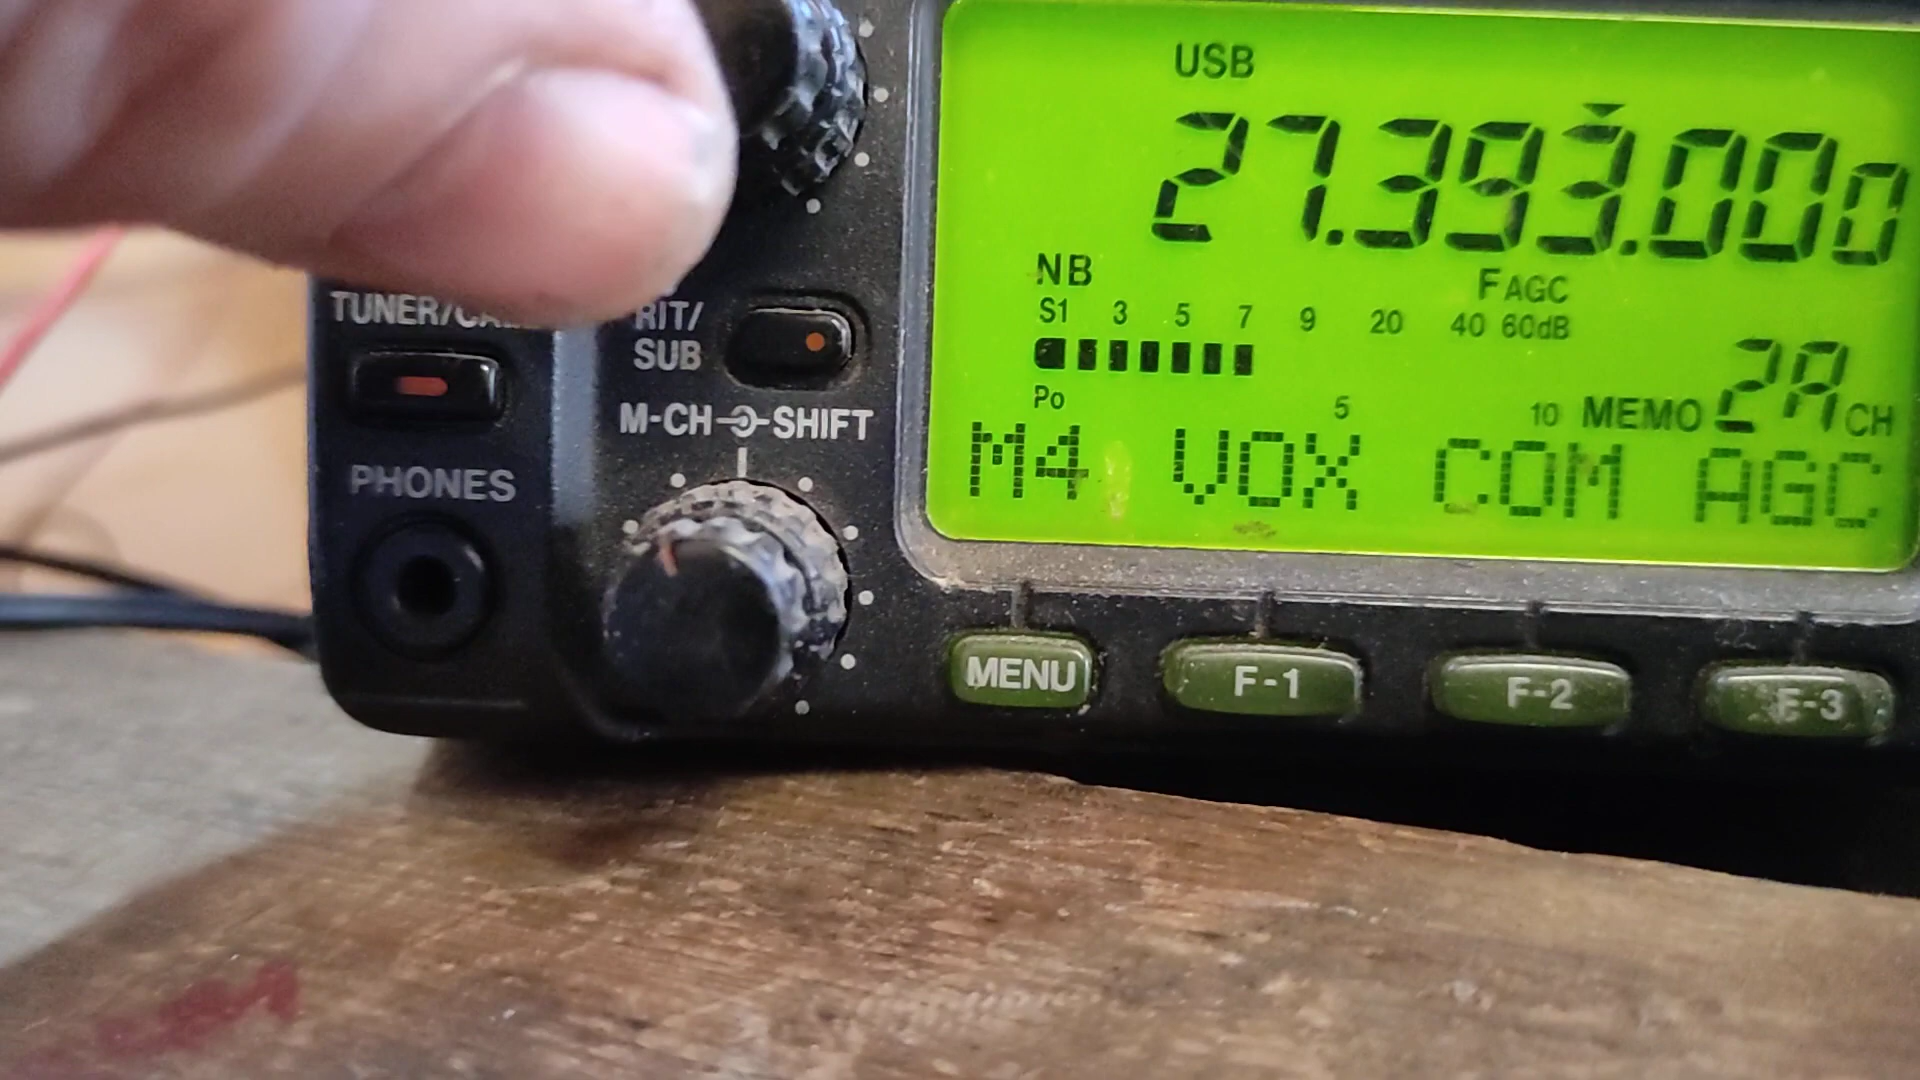 USB
27.393.000
NB
FAGC
S1 3 5 7 9 20 40 60dB
Po 5 10 MEMO 2A CH
M4 VOX COM AGC
TUNER/
RIT/
SUB
M-CH SHIFT
PHONES
MENU F-1 F-2 F-3